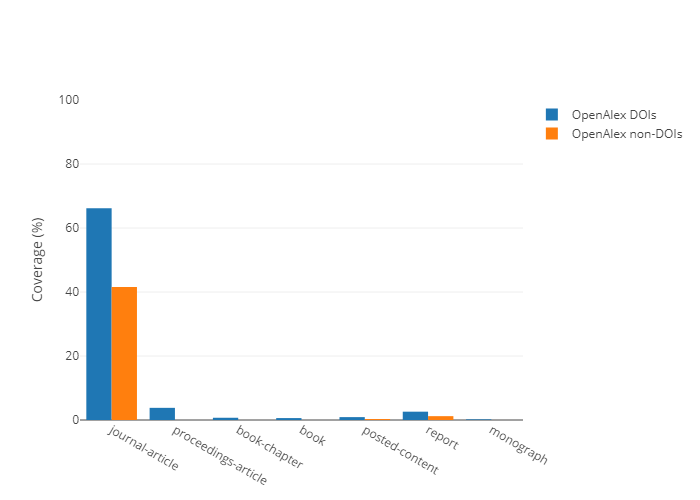 100
80
60
40
20
0
Coverage (%)
journal-article
proceedings-article
book-chapter
book
posted-content
report
monograph
OpenAlex DOIs
OpenAlex non-DOIs